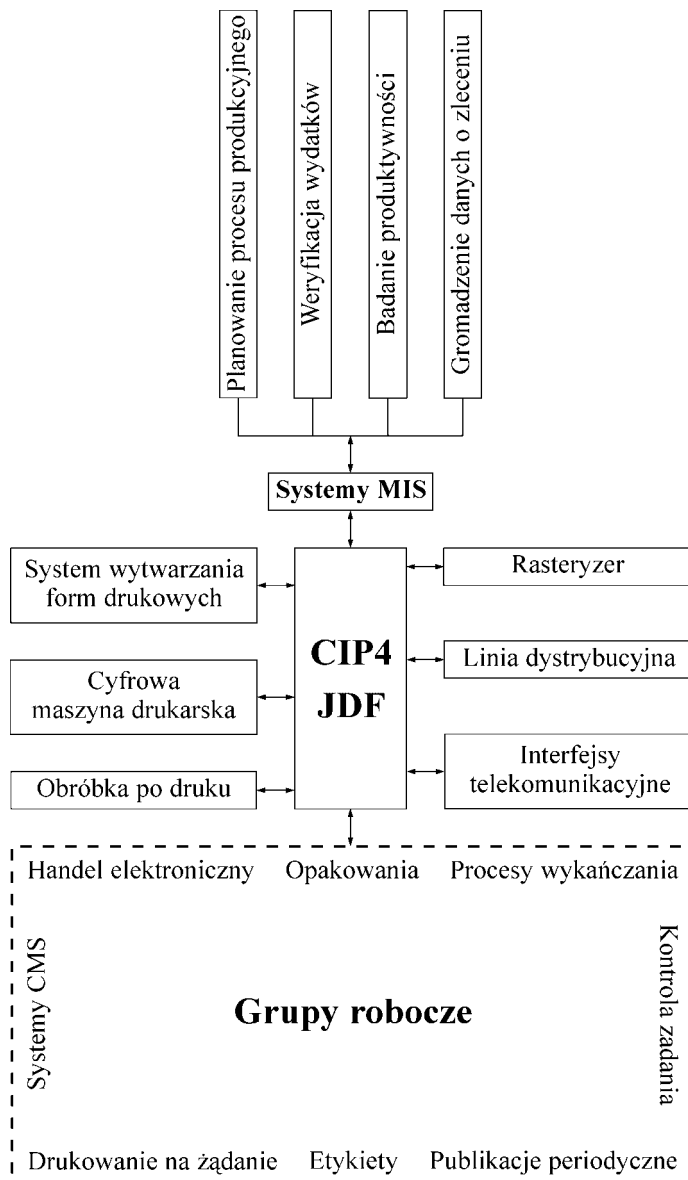 Planowanie procesu produkcyjnego
Weryfikacja wydatków
Badanie produktywności
Gromadzenie danych o zleceniu
Systemy MIS
System wytwarzania
form drukowych
Cyfrowa
maszyna drukarska
Obróbka po druku
CIP4
JDF
Rasteryzer
Linia dystrybucyjna
Interfejsy
telekomunikacyjne
Handel elektroniczny
Opakowania
Procesy wykańczania
Systemy CMS
Grupy robocze
Kontrola zadania
Drukowanie na żądanie
Etykiety
Publikacje periodyczne